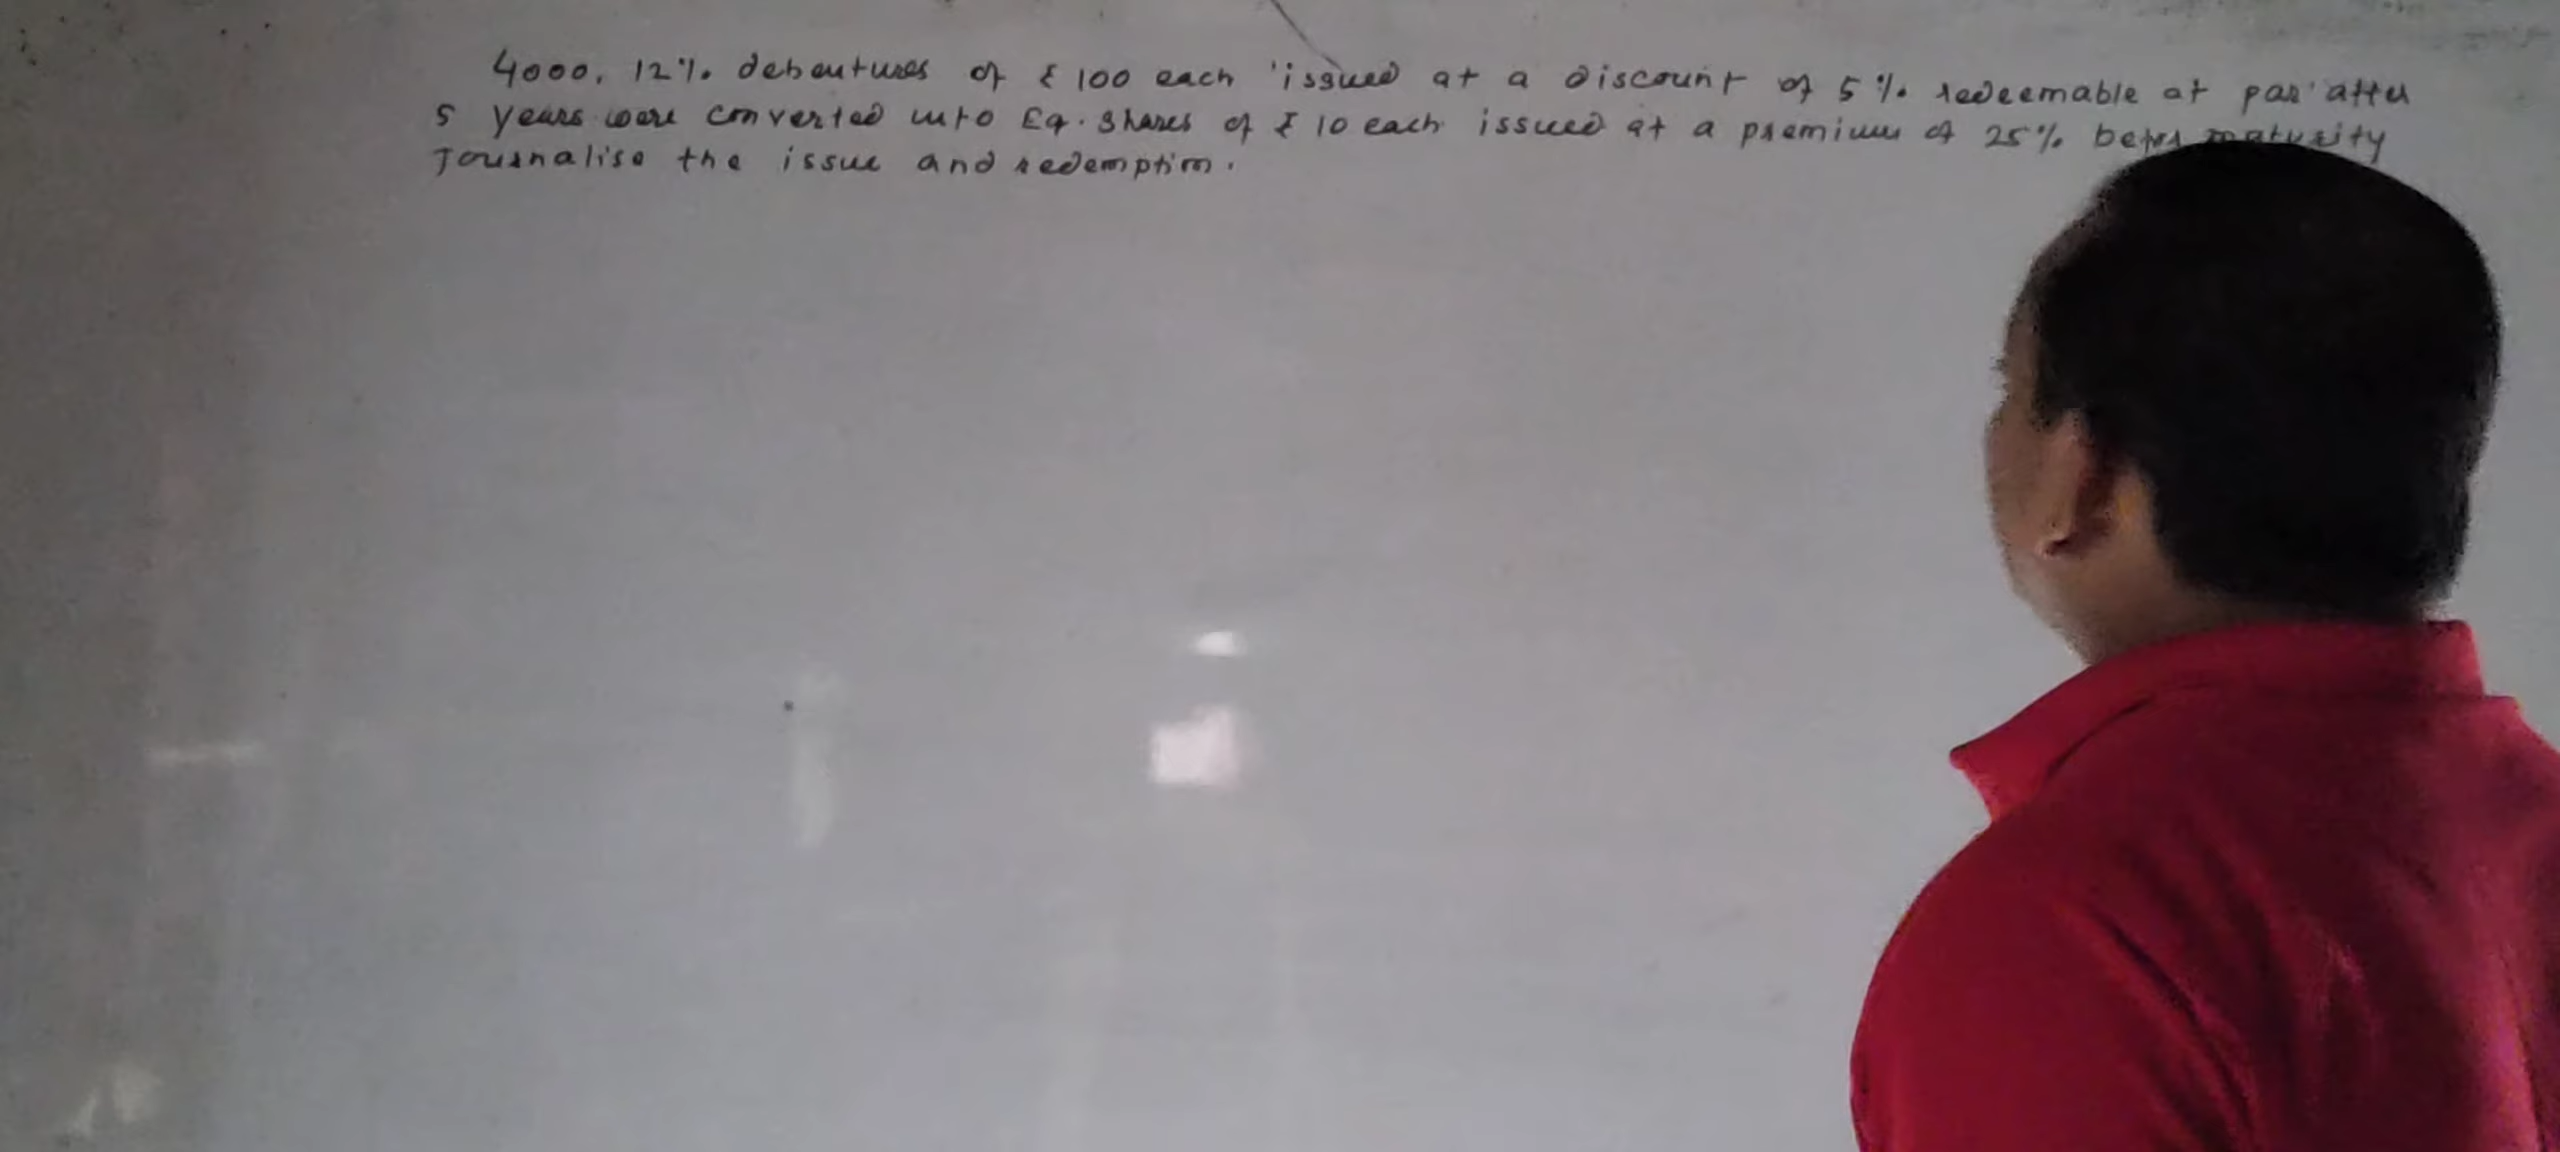 4000, 12% debentures of ₹ 100 each issued at a discount of 5% redeemable at par after
5 years were converted into Eq. Shares of ₹ 10 each issued at a premium of 25% before maturity
Journalise the issue and redemption.